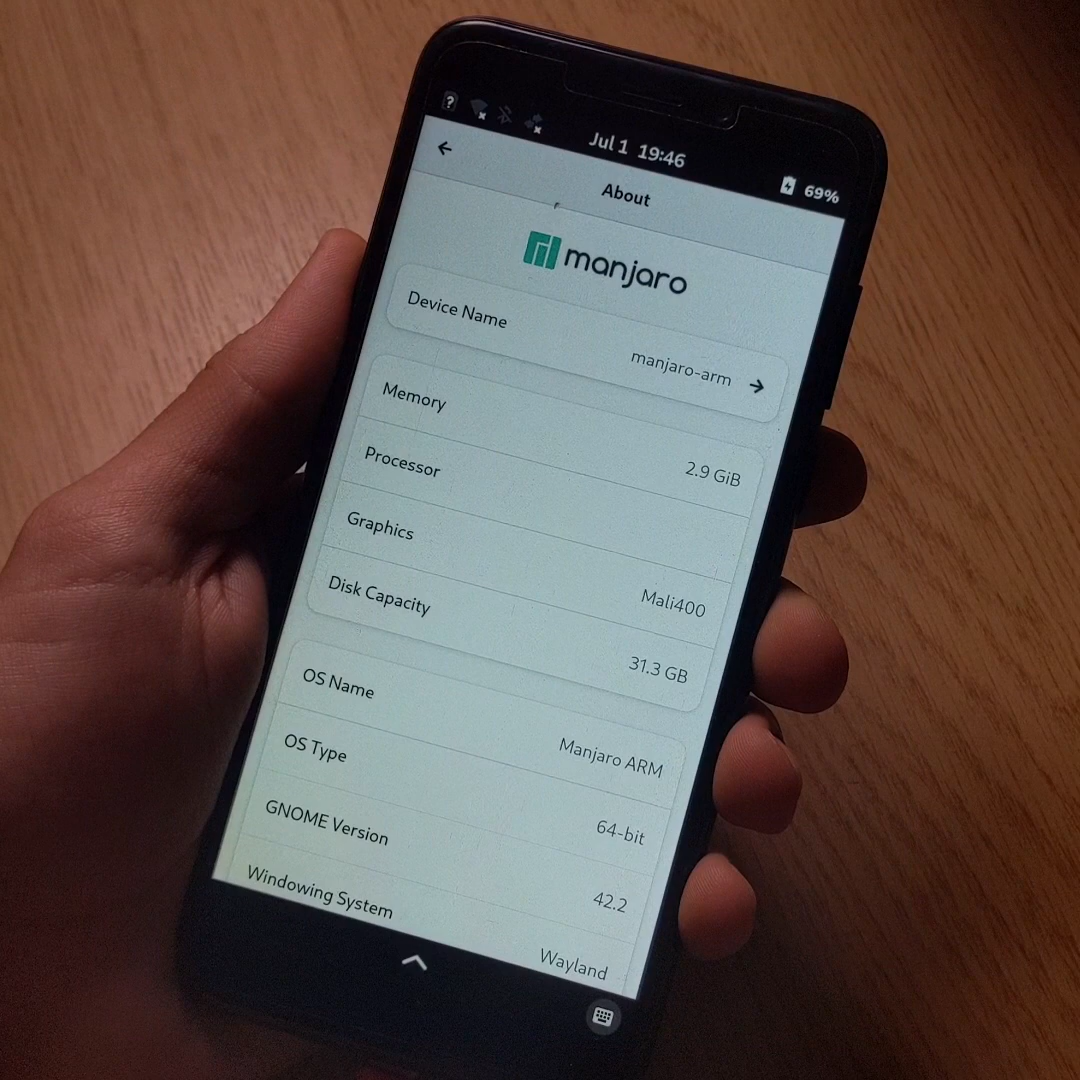 ?
Jul 1 19:46
69%
About
manjaro
Device Name
manjaro-arm
Memory
2.9 GiB
Processor
Graphics
Mali400
Disk Capacity
31.3 GB
OS Name
Manjaro ARM
OS Type
64-bit
GNOME Version
42.2
Windowing System
Wayland